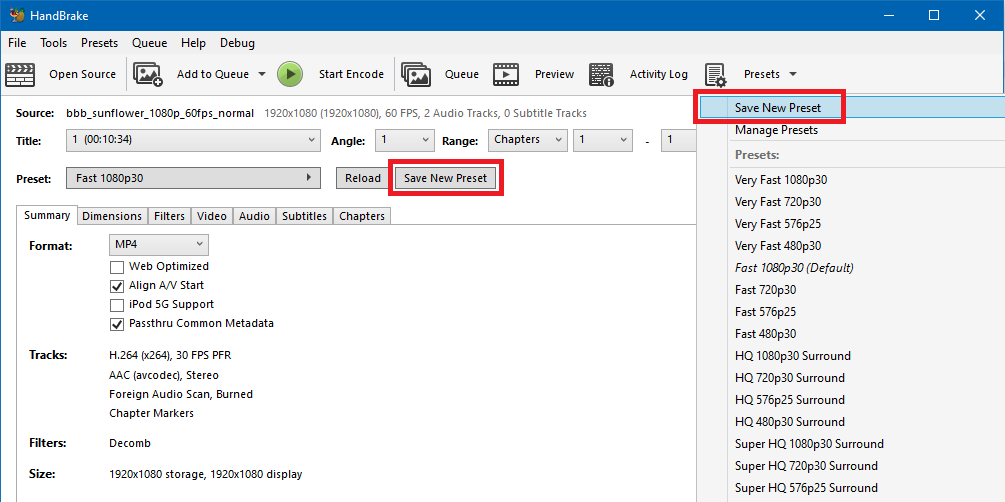 HandBrake
File Tools Presets Queue Help Debug
Open Source Add to Queue Start Encode Queue Preview Activity Log Presets
Source: bbb_sunflower_1080p_60fps_normal 1920x1080 (1920x1080), 60 FPS, 2 Audio Tracks, 0 Subtitle Tracks
Title: 1 (00:10:34) Angle: 1 Range: Chapters 1 - 1
Preset: Fast 1080p30 Reload Save New Preset
Summary Dimensions Filters Video Audio Subtitles Chapters
Format: MP4
Web Optimized
Align A/V Start
iPod 5G Support
Passthru Common Metadata
Tracks: H.264 (x264), 30 FPS PFR
AAC (avcodec), Stereo
Foreign Audio Scan, Burned
Chapter Markers
Filters: Decomb
Size: 1920x1080 storage, 1920x1080 display
Save New Preset
Manage Presets
Presets:
Very Fast 1080p30
Very Fast 720p30
Very Fast 576p25
Very Fast 480p30
Fast 1080p30 (Default)
Fast 720p30
Fast 576p25
Fast 480p30
HQ 1080p30 Surround
HQ 720p30 Surround
HQ 576p25 Surround
HQ 480p30 Surround
Super HQ 1080p30 Surround
Super HQ 720p30 Surround
Super HQ 576p25 Surround